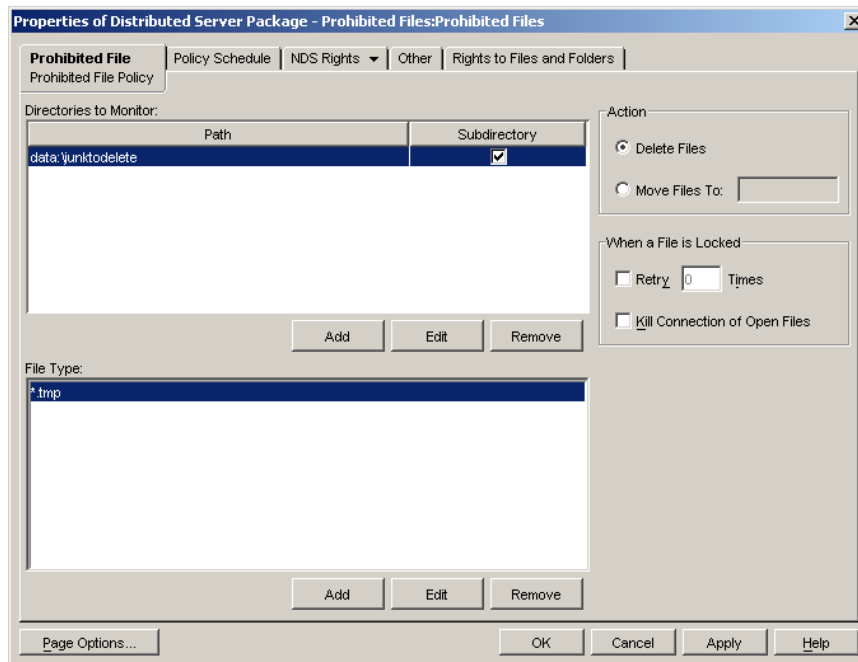 Properties of Distributed Server Package - Prohibited Files:Prohibited Files
Prohibited File Policy Schedule NDS Rights Other Rights to Files and Folders
Prohibited File Policy
Directories to Monitor:
Path Subdirectory
data:\junktodelete
Add Edit Remove
Action
Delete Files
Move Files To:
When a File is Locked
Retry 0 Times
Kill Connection of Open Files
File Type:
*.tmp
Add Edit Remove
Page Options... OK Cancel Apply Help